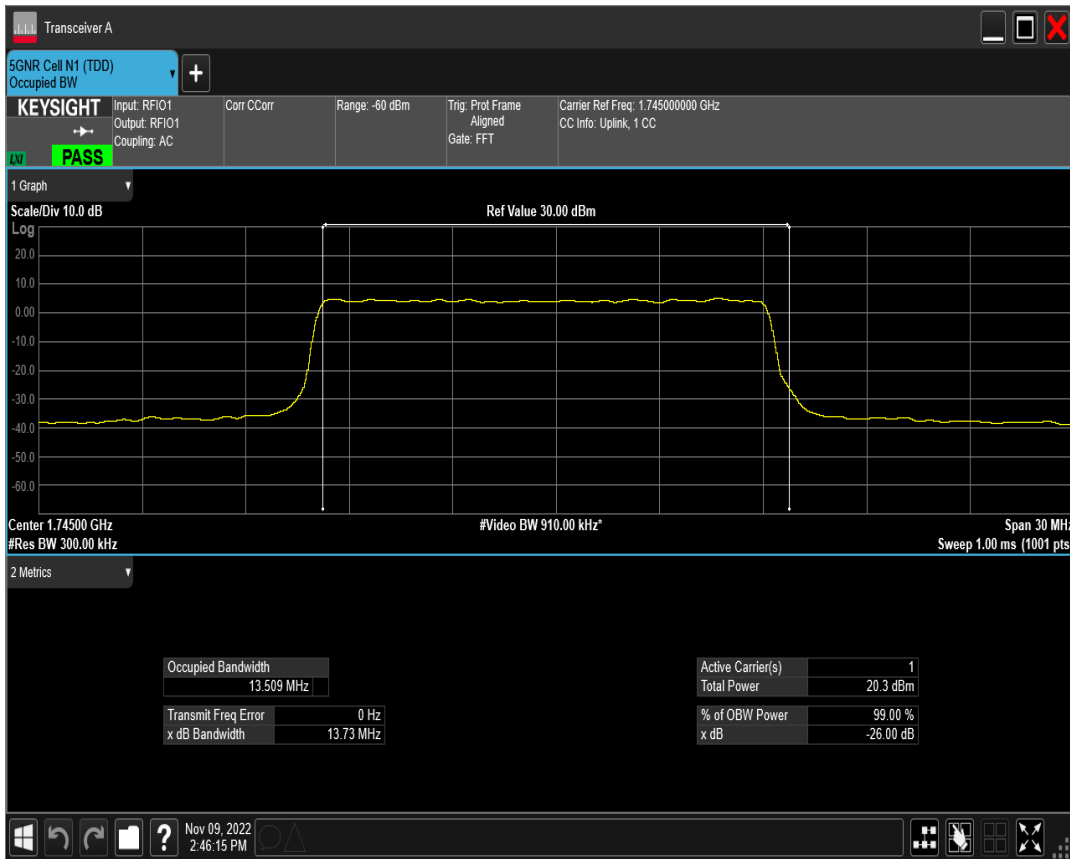 Transceiver A
5GNR Cell N1 (TDD)
Occupied BW
+
KEYSIGHT
LXI
PASS
Input: RFIO1
Output: RFIO1
Coupling: AC
Corr CCorr
Range: -60 dBm
Trig: Prot Frame
Aligned
Gate: FFT
Carrier Ref Freq: 1.745000000 GHz
CC Info: Uplink, 1 CC
1 Graph
Scale/Div 10.0 dB
Ref Value 30.00 dBm
Log
20.0
10.0
0.00
-10.0
-20.0
-30.0
-40.0
-50.0
-60.0
Center 1.74500 GHz
#Video BW 910.00 kHz*
Span 30 MHz
#Res BW 300.00 kHz
Sweep 1.00 ms (1001 pts
2 Metrics
Occupied Bandwidth
13.509 MHz
Transmit Freq Error 0 Hz
x dB Bandwidth 13.73 MHz
Active Carrier(s) 1
Total Power 20.3 dBm
% of OBW Power 99.00 %
x dB -26.00 dB
?
Nov 09, 2022
2:46:15 PM